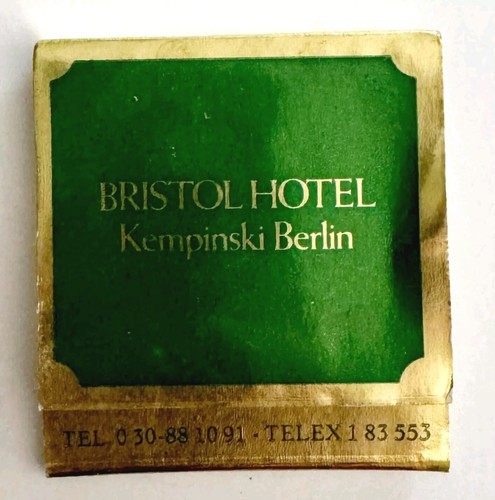 BRISTOL HOTEL
Kempinski Berlin
TEL. 0 30-88 10 91 · TELEX 1 83 553